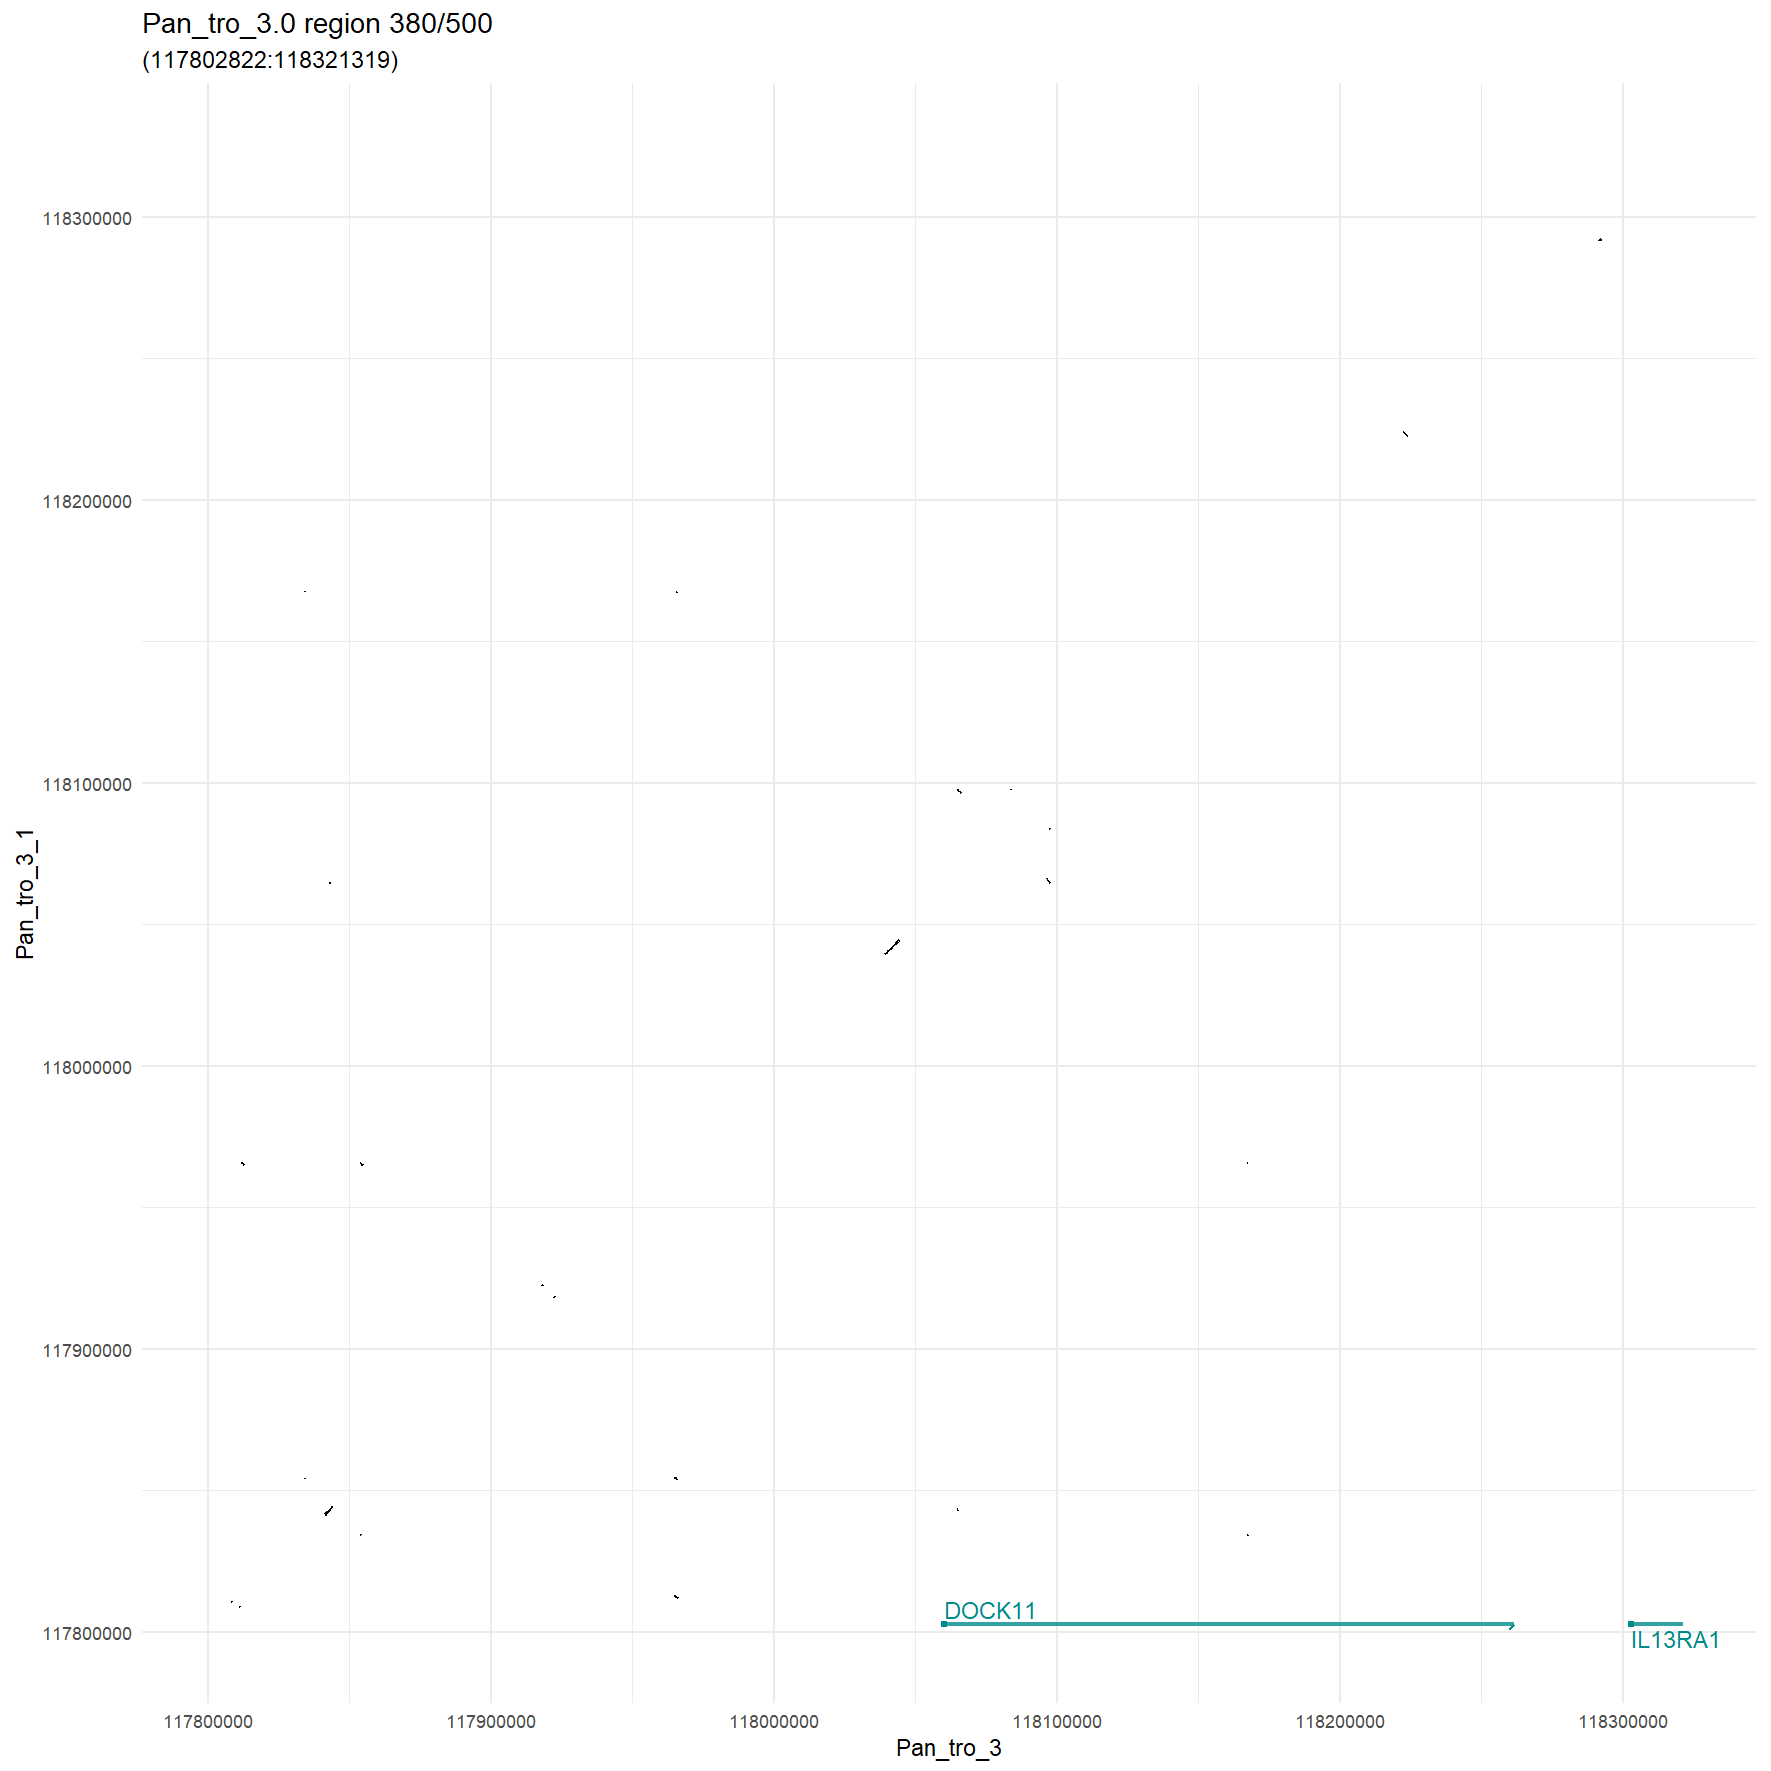 Pan_tro_3.0 region 380/500
(117802822:118321319)
118300000
118200000
118100000
118000000
117900000
117800000
Pan_tro_3_1
DOCK11
IL13RA1
117800000 117900000 118000000 118100000 118200000 118300000
Pan_tro_3